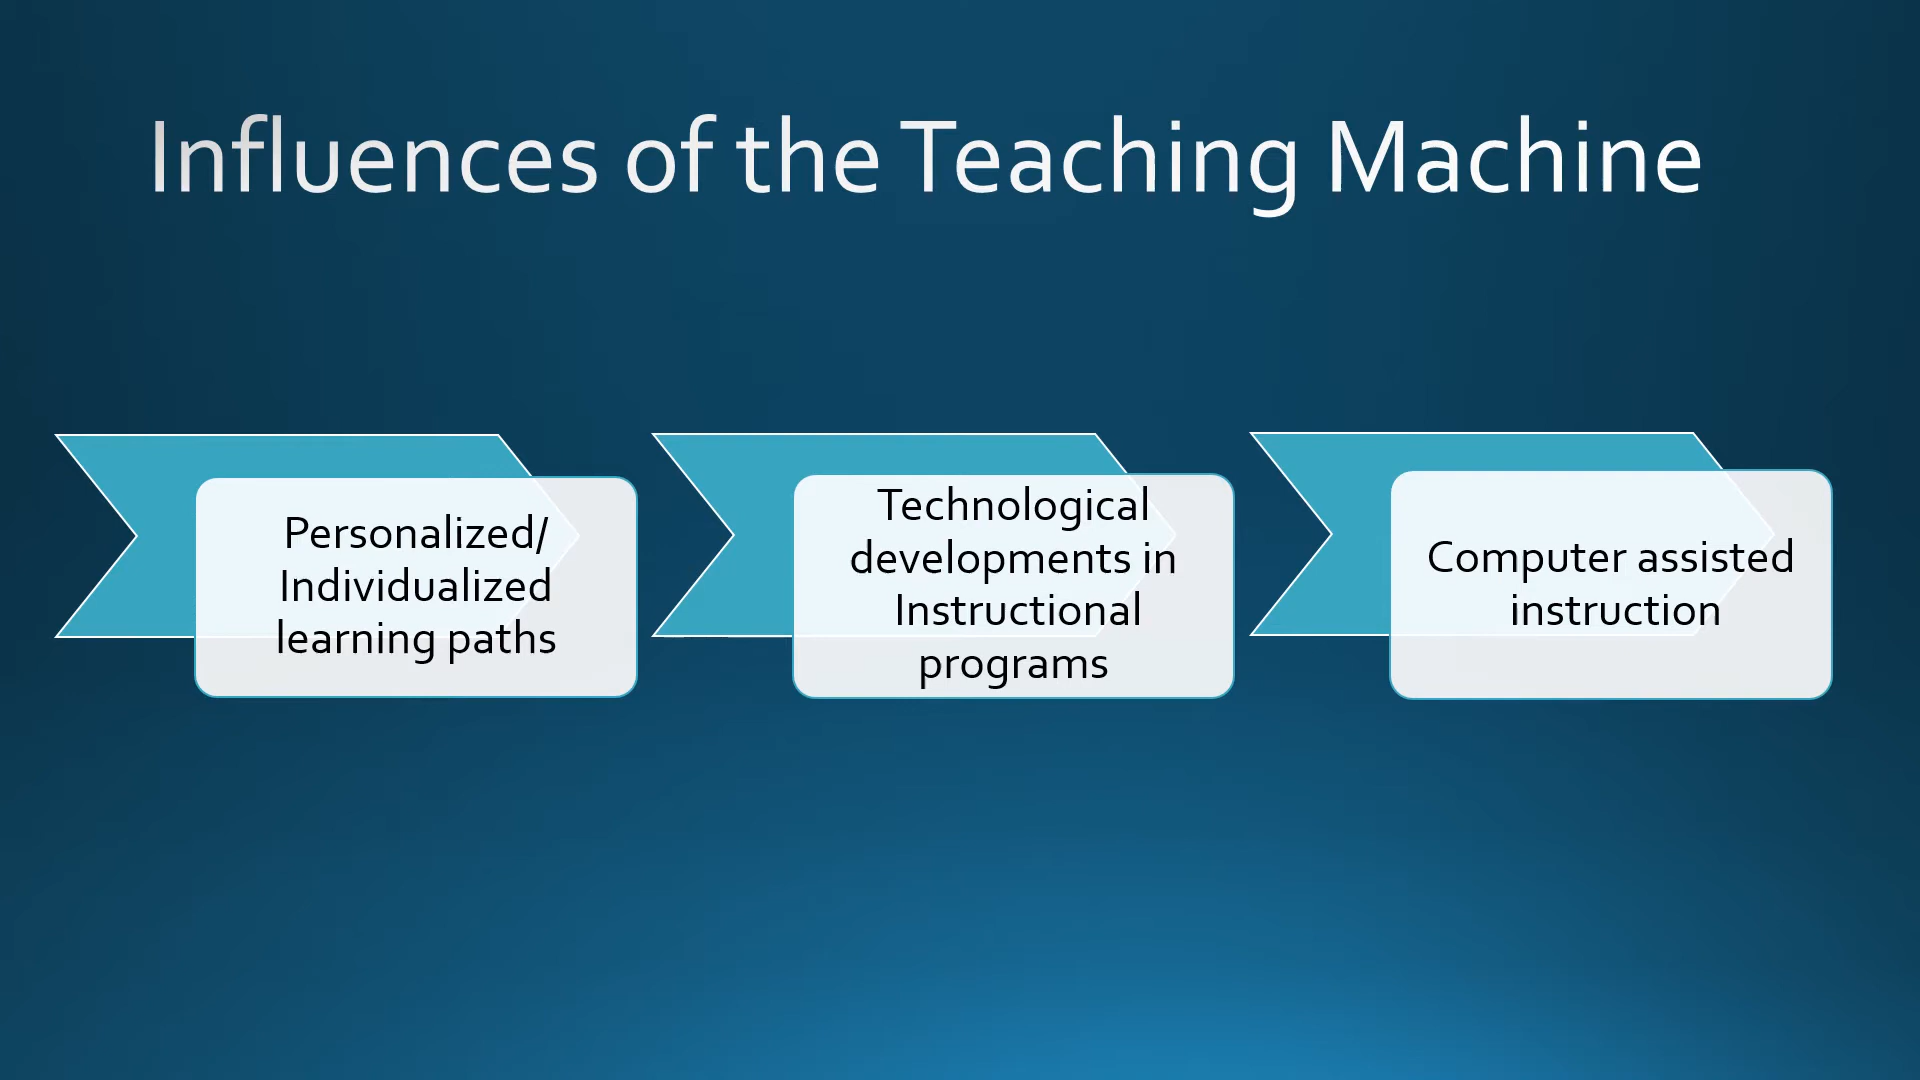 Influences of the Teaching Machine
Personalized/
Individualized
learning paths
Technological
developments in
Instructional
programs
Computer assisted
instruction